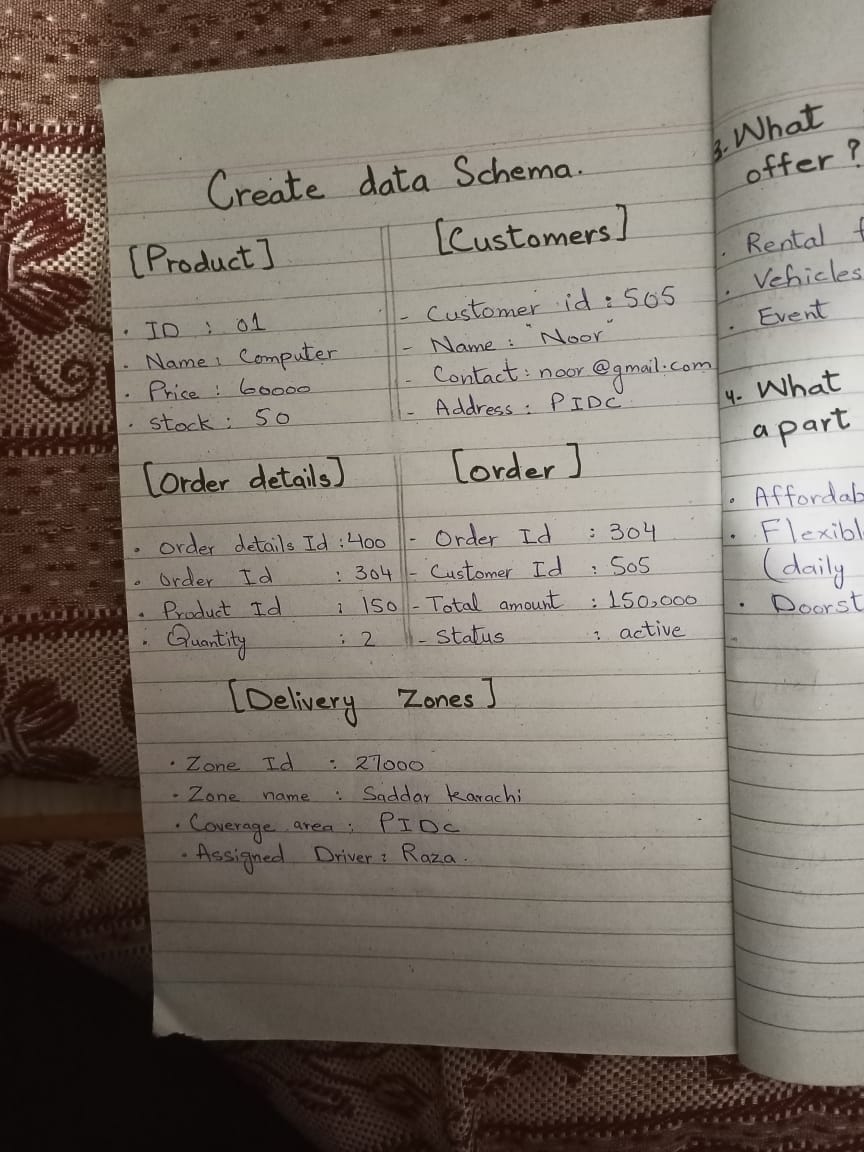 Create data Schema.
[Product]
• ID : 01
• Name: Computer
• Price : 60000
• Stock : 50
[Customers]
- Customer id : 505
- Name : "Noor"
- Contact: noor@gmail.com
- Address : PIDC
[Order details]
• Order details Id : 400
• Order Id : 304
• Product Id : 150
• Quantity : 2
[order]
- Order Id : 304
- Customer Id : 505
- Total amount : 150,000
- Status : active
[Delivery Zones]
• Zone Id : 27000
• Zone name : Saddar Karachi
• Coverage area : PIDC
• Assigned Driver : Raza.
3. What
offer?
• Rental
• Vehicles
• Event
4. What
apart
• Affordab
• Flexibl
(daily
• Doorst